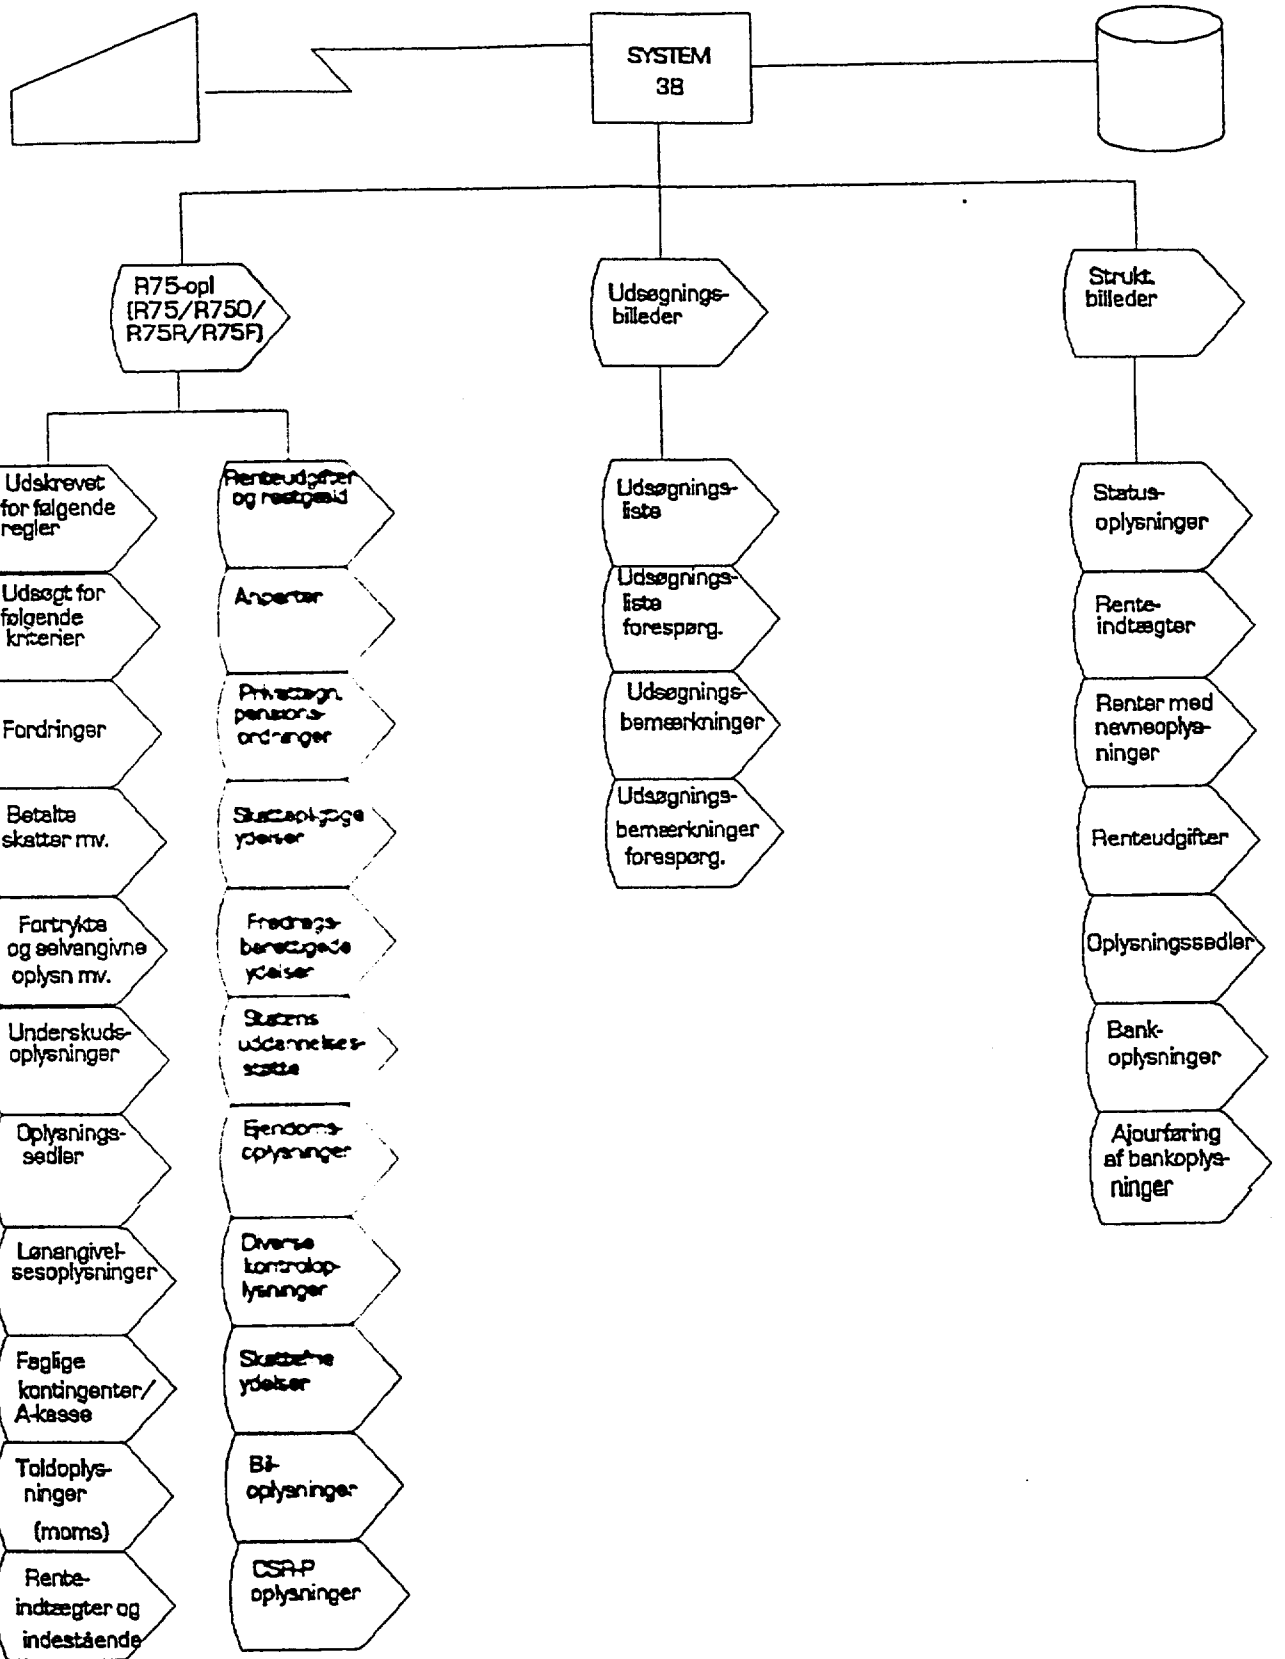 SYSTEM
38
R75-opl
(R75/R75O/
R75R/R75F)
Udsøgnings-
billeder
Strukt.
billeder
Udskrevet
for følgende
regler
Udsøgt for
følgende
kriterier
Fordringer
Betalte
skatter mv.
Fortrykte
og selvangivne
oplysn mv.
Underskuds-
oplysninger
Oplysnings-
sedler
Lønangivel-
sesoplysninger
Faglige
kontingenter/
A-kasse
Toldoplys-
ninger
(moms)
Rente-
indtægter og
indestående
Renteudgifter
og restgæld
Anparter
Privattegn.
pensions-
ordninger
Skattepligtige
ydelser
Fradrags-
berettigede
ydelser
Statens
uddannelses-
støtte
Ejendoms-
oplysninger
Diverse
kontrolop-
lysninger
Skattefrie
ydelser
Bil-
oplysninger
CSR-P
oplysninger
Udsøgnings-
liste
Udsøgnings-
liste
forespørg.
Udsøgnings-
bemærkninger
Udsøgnings-
bemærkninger
forespørg.
Status-
oplysninger
Rente-
indtægter
Renter med
nævneoplys-
ninger
Renteudgifter
Oplysningssedler
Bank-
oplysninger
Ajourføring
af bankoplys-
ninger